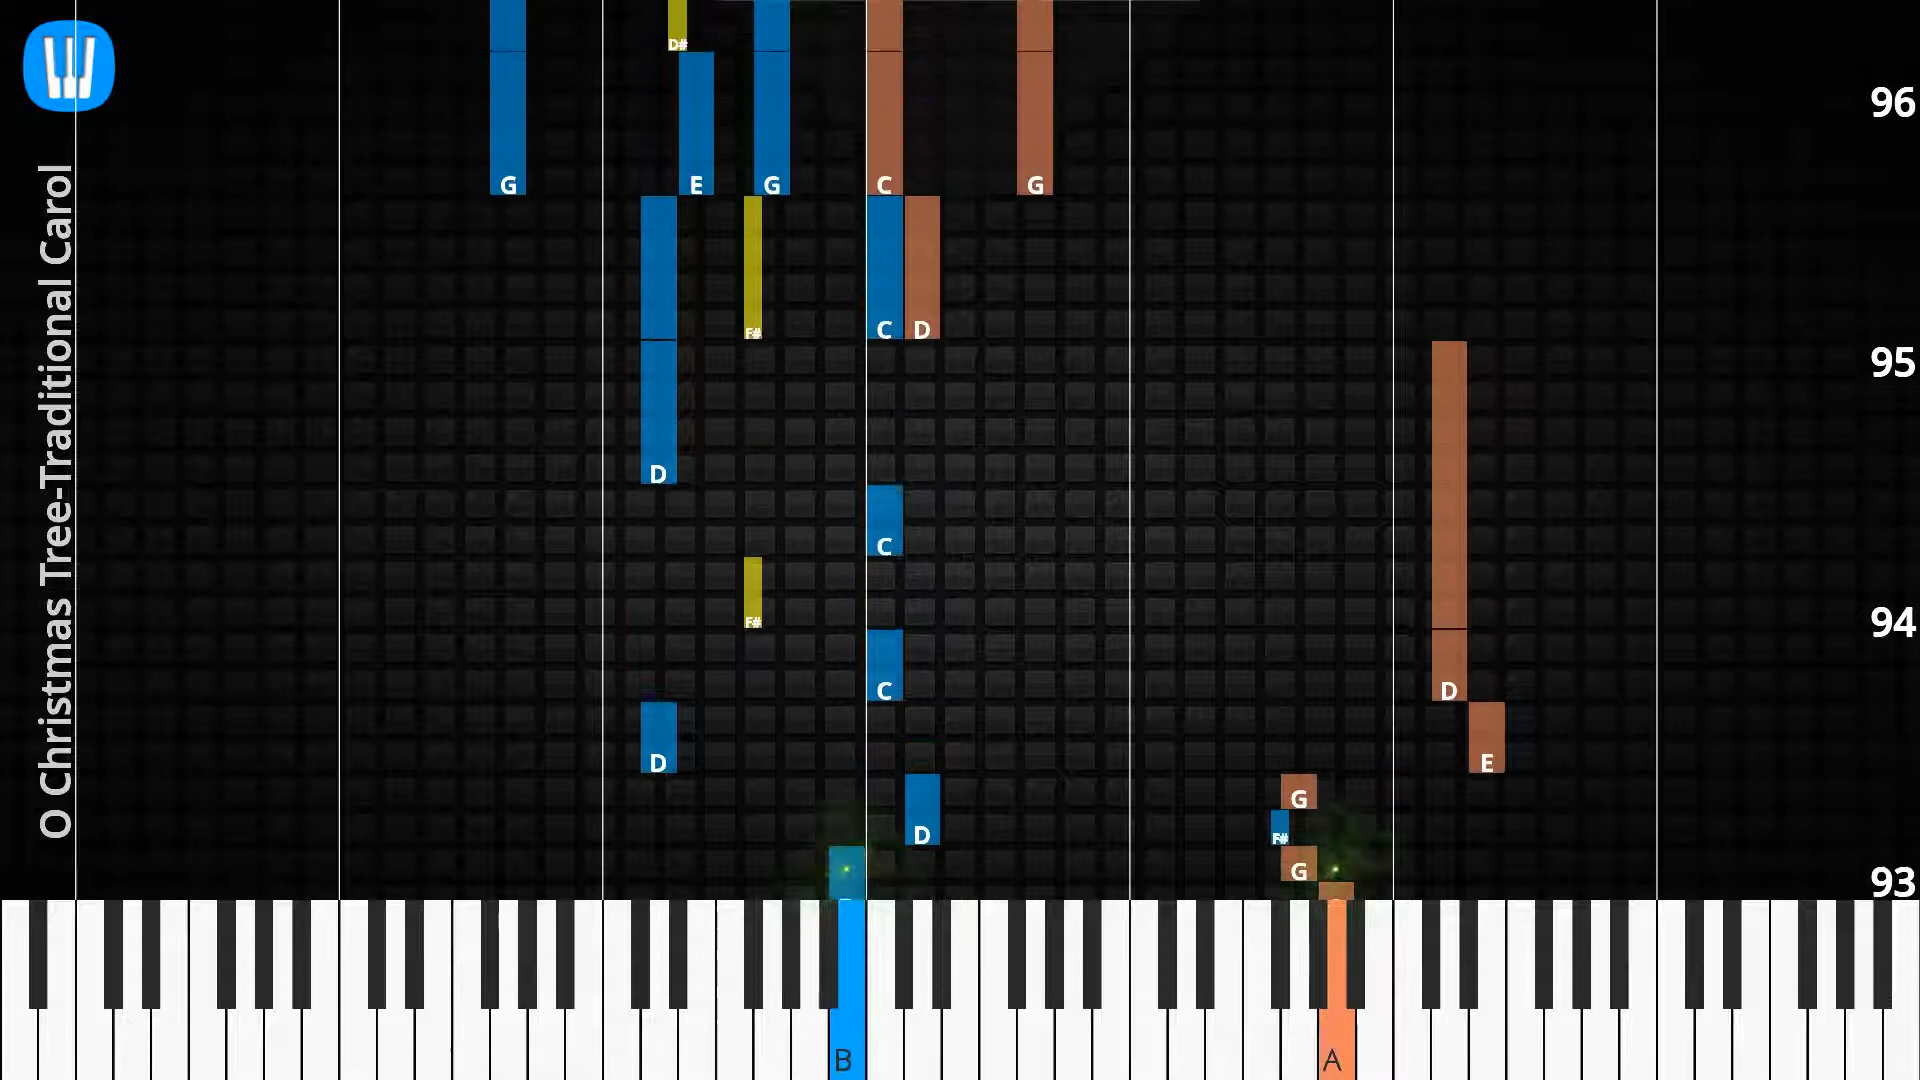 O Christmas Tree-Traditional Carol
D#
96
G E G C G
F# C D
95
D
C
F# 94
C D
D E
G
D F#
G
93
B A